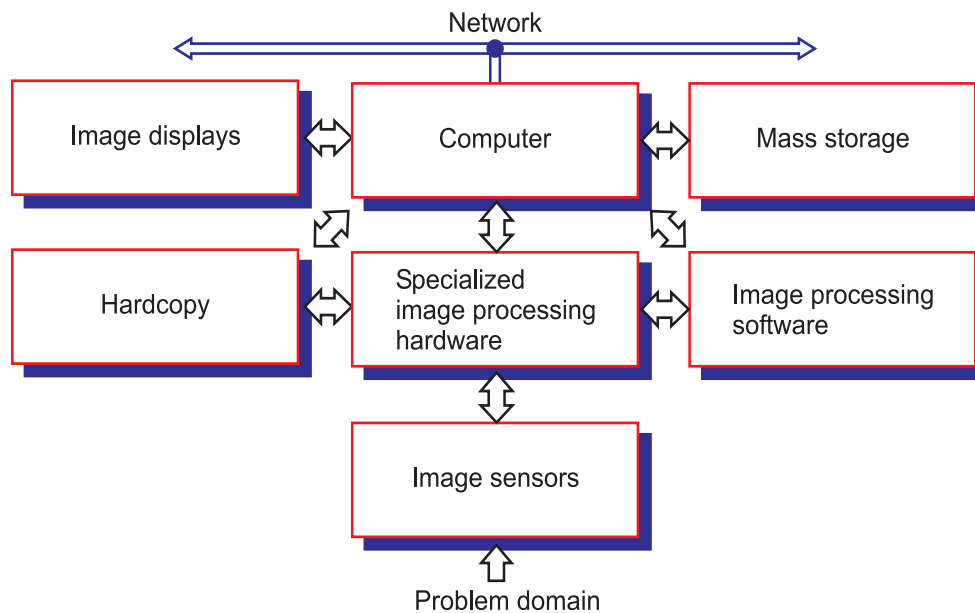 Network
Image displays
Computer
Mass storage
Hardcopy
Specialized
image processing
hardware
Image processing
software
Image sensors
Problem domain